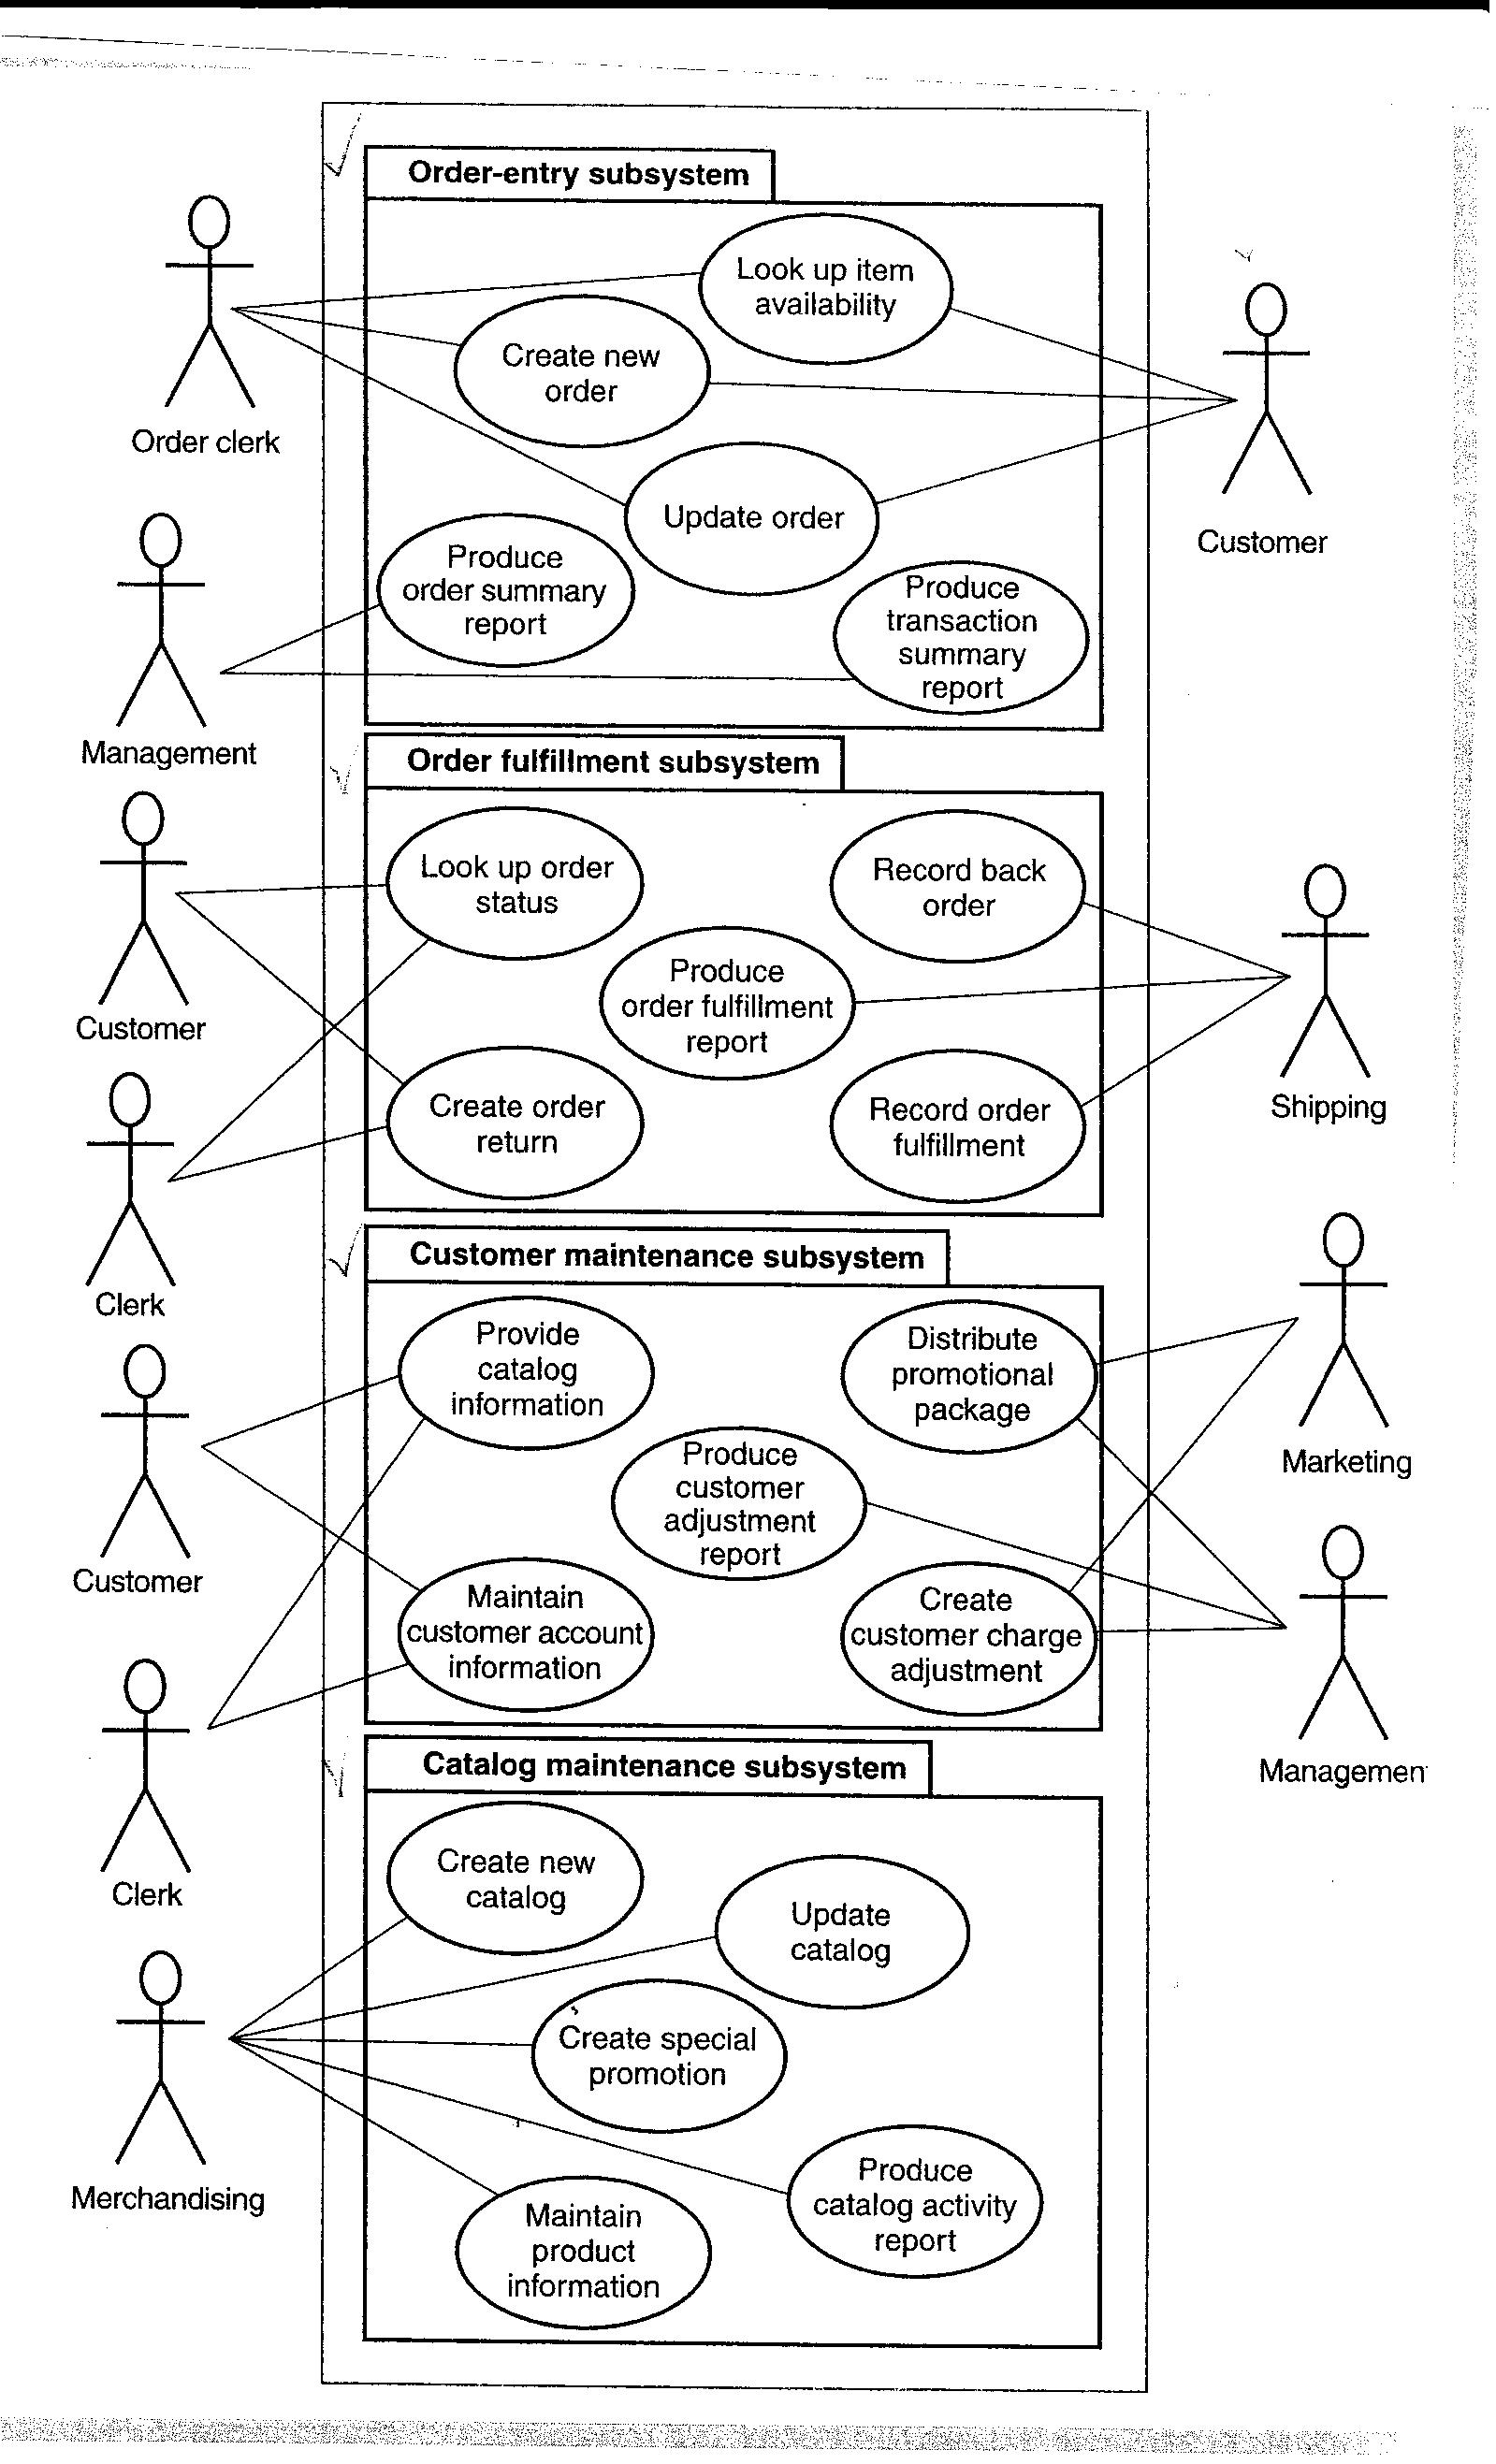 Order-entry subsystem
Look up item
availability
Create new
order
Order clerk
Update order
Customer
Produce
order summary
report
Produce
transaction
summary
report
Management
Order fulfillment subsystem
Look up order
status
Record back
order
Produce
order fulfillment
report
Customer
Create order
return
Record order
fulfillment
Shipping
Clerk
Customer maintenance subsystem
Provide
catalog
information
Distribute
promotional
package
Marketing
Produce
customer
adjustment
report
Customer
Maintain
customer account
information
Create
customer charge
adjustment
Managemen
Catalog maintenance subsystem
Clerk
Create new
catalog
Update
catalog
Create special
promotion
Merchandising
Produce
catalog activity
report
Maintain
product
information